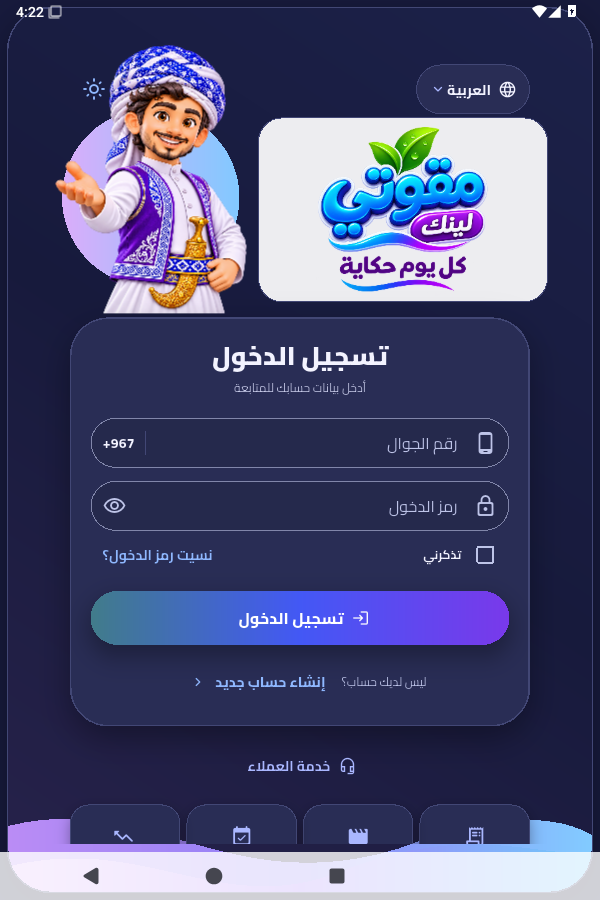 4:22
العربية
مقوتي
لينك
كل يوم حكاية
تسجيل الدخول
أدخل بيانات حسابك للمتابعة
رقم الجوال
+967
رمز الدخول
تذكرني
نسيت رمز الدخول؟
تسجيل الدخول
ليس لديك حساب؟ إنشاء حساب جديد
خدمة العملاء